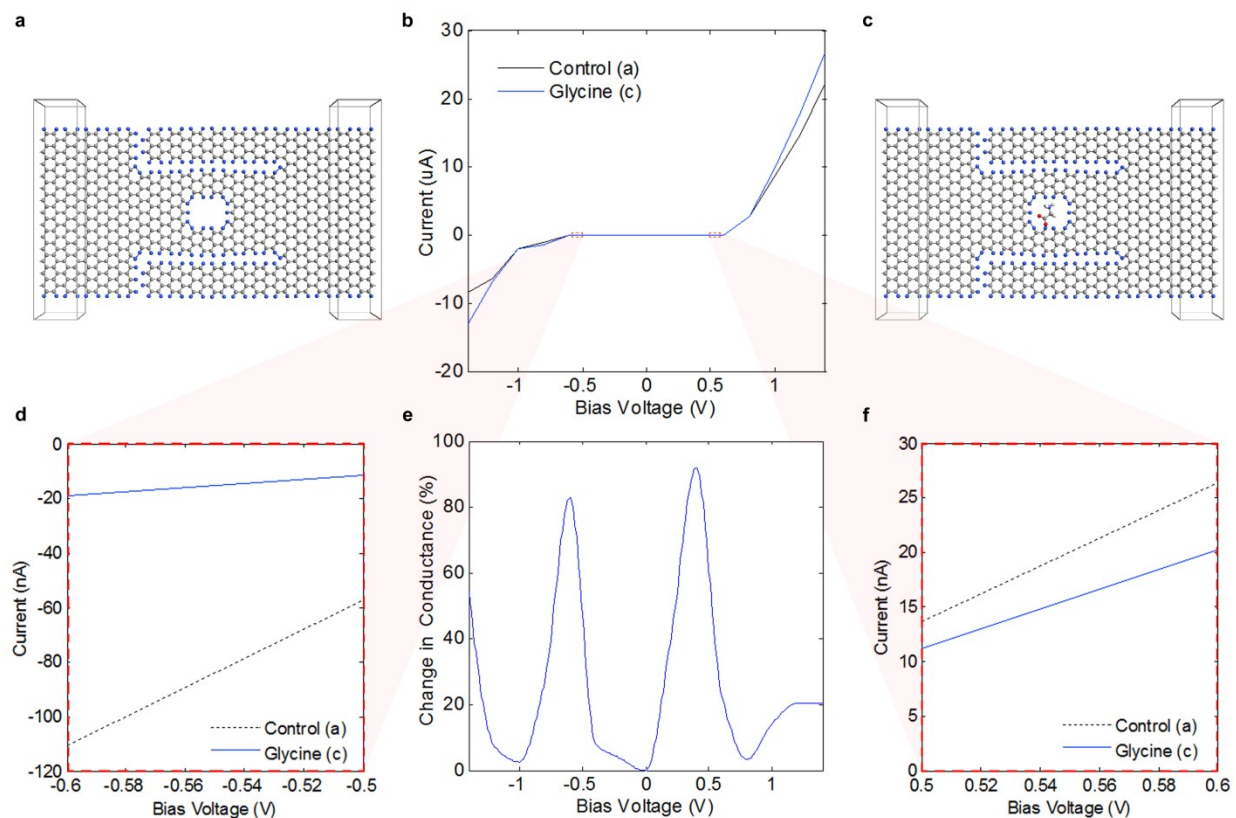 a
b
c
30
20
10
0
-10
-20
Current (uA)
Control (a)
Glycine (c)
-1
-0.5
0
0.5
1
Bias Voltage (V)
d
0
-20
-40
-60
-80
-100
-120
Current (nA)
Control (a)
Glycine (c)
-0.6
-0.58
-0.56
-0.54
-0.52
-0.5
Bias Voltage (V)
e
100
80
60
40
20
0
Change in Conductance (%)
-1
-0.5
0
0.5
1
Bias Voltage (V)
f
30
25
20
15
10
5
0
Current (nA)
Control (a)
Glycine (c)
0.5
0.52
0.54
0.56
0.58
0.6
Bias Voltage (V)